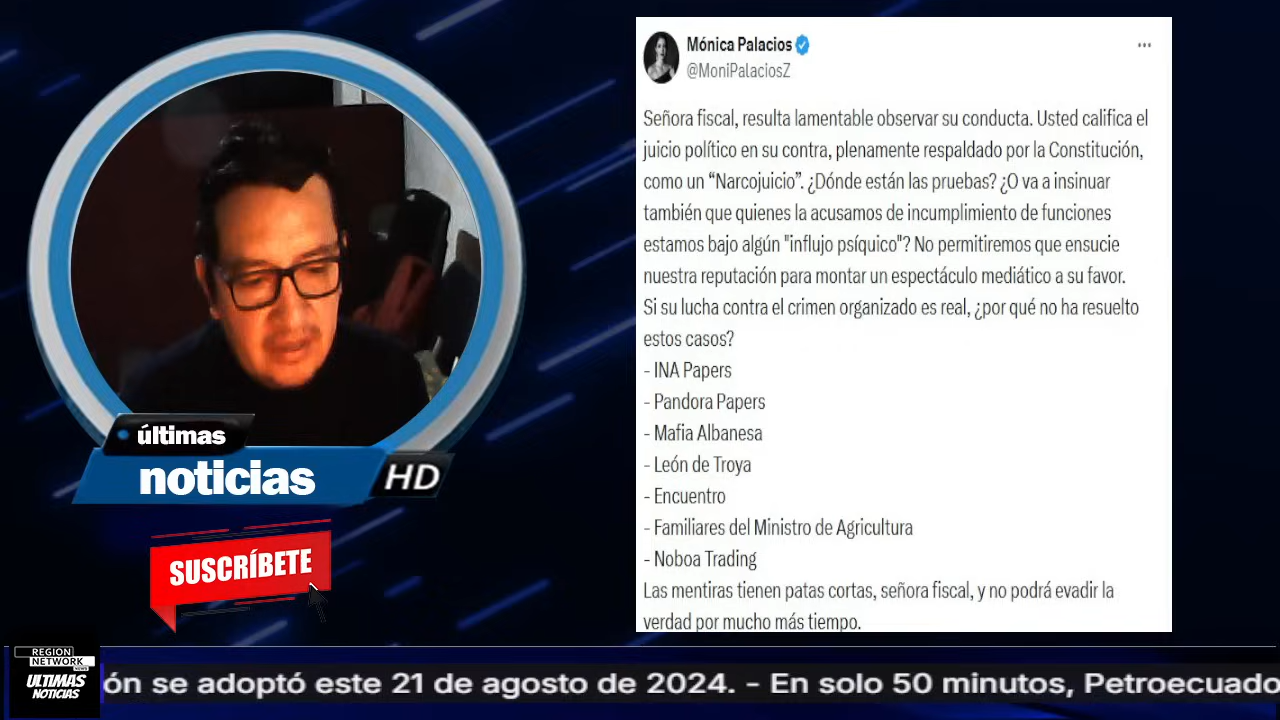 Mónica Palacios
@MoniPalaciosZ
Señora fiscal, resulta lamentable observar su conducta. Usted califica el
juicio político en su contra, plenamente respaldado por la Constitución,
como un “Narcojuicio”. ¿Dónde están las pruebas? ¿O va a insinuar
también que quienes la acusamos de incumplimiento de funciones
estamos bajo algún "influjo psíquico"? No permitiremos que ensucie
nuestra reputación para montar un espectáculo mediático a su favor.
Si su lucha contra el crimen organizado es real, ¿por qué no ha resuelto
estos casos?
- INA Papers
- Pandora Papers
- Mafia Albanesa
- León de Troya
- Encuentro
- Familiares del Ministro de Agricultura
- Noboa Trading
Las mentiras tienen patas cortas, señora fiscal, y no podrá evadir la
verdad por mucho más tiempo.
últimas
noticias HD
SUSCRÍBETE
REGION
NETWORK
NEWS
ULTIMAS
NOTICIAS
ón se adoptó este 21 de agosto de 2024. - En solo 50 minutos, Petroecuado